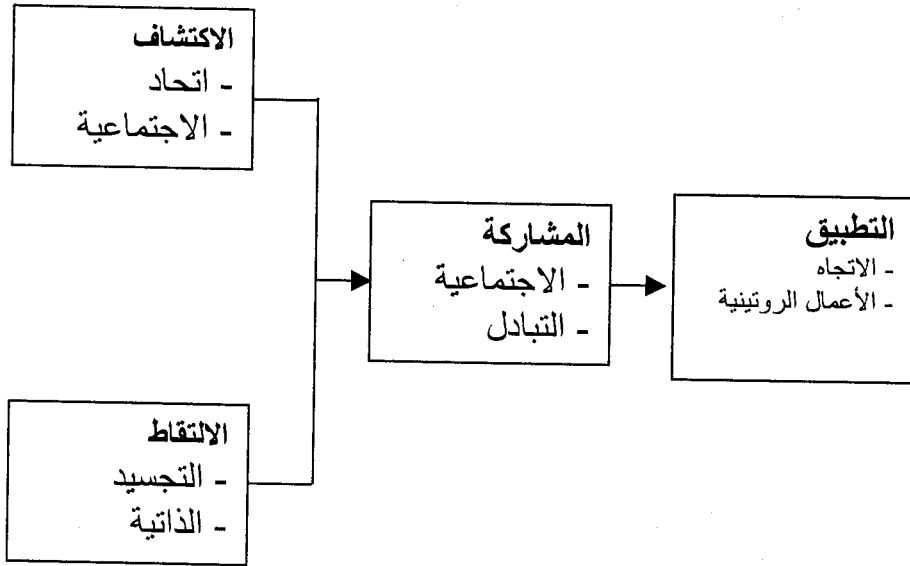 الاكتشاف
- اتحاد
- الاجتماعية
المشاركة
- الاجتماعية
- التبادل
التطبيق
- الاتجاه
- الأعمال الروتينية
الالتقاط
- التجسيد
- الذاتية